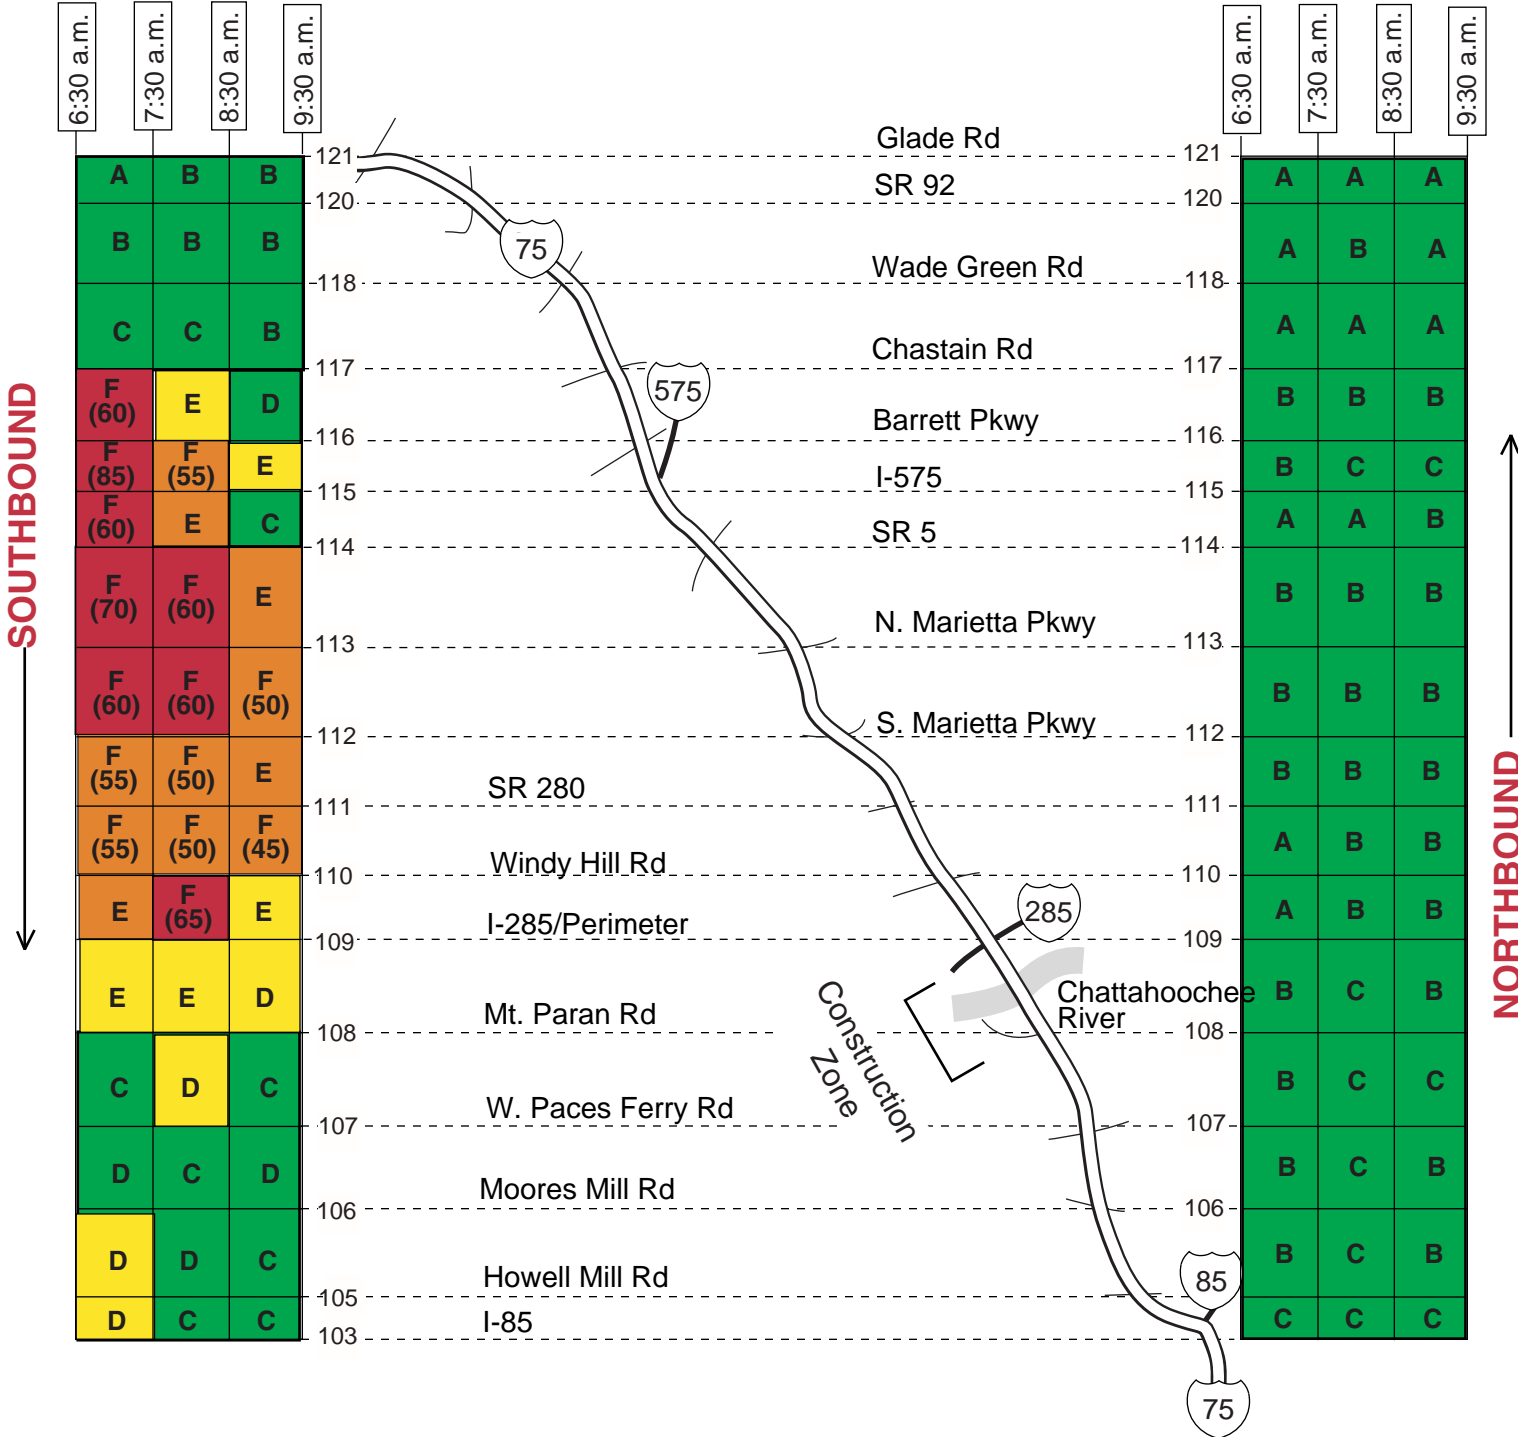 6:30 a.m. 7:30 a.m. 8:30 a.m. 9:30 a.m. 6:30 a.m. 7:30 a.m. 8:30 a.m. 9:30 a.m.
Glade Rd
121 121
A B B A A A
SR 92
120 120
B B B 75 A B A
Wade Green Rd
118 118
C C B A A A
Chastain Rd
117 117
F (60) E D 575 B B B
Barrett Pkwy
116 116
F (85) F (55) E B C C
I-575
115 115
F (60) E C A A B
SR 5
114 114
F (70) F (60) E B B B
N. Marietta Pkwy
113 113
F (60) F (60) F (50) B B B
S. Marietta Pkwy
112 112
F (55) F (50) E B B B
SR 280
111 111
F (55) F (50) F (45) A B B
Windy Hill Rd
110 110
E F (65) E 285 A B B
I-285/Perimeter
109 109
E E D B C B
Chattahoochee
River
Mt. Paran Rd
108 108
Construction
Zone
C D C B C C
W. Paces Ferry Rd
107 107
D C D B C B
Moores Mill Rd
106 106
D D C B C B
Howell Mill Rd
85
105 105
D C C C C C
I-85
103
75
SOUTHBOUND
NORTHBOUND